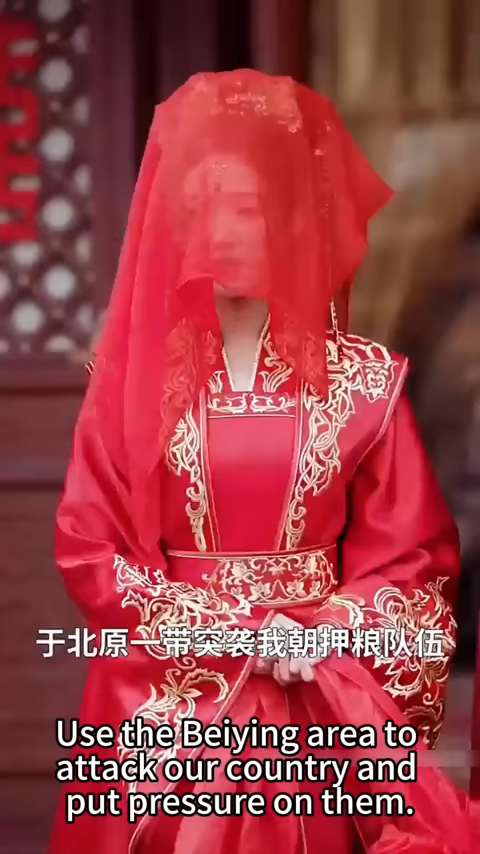 于北原一带突袭我朝押粮队伍
Use the Beiying area to
attack our country and
put pressure on them.